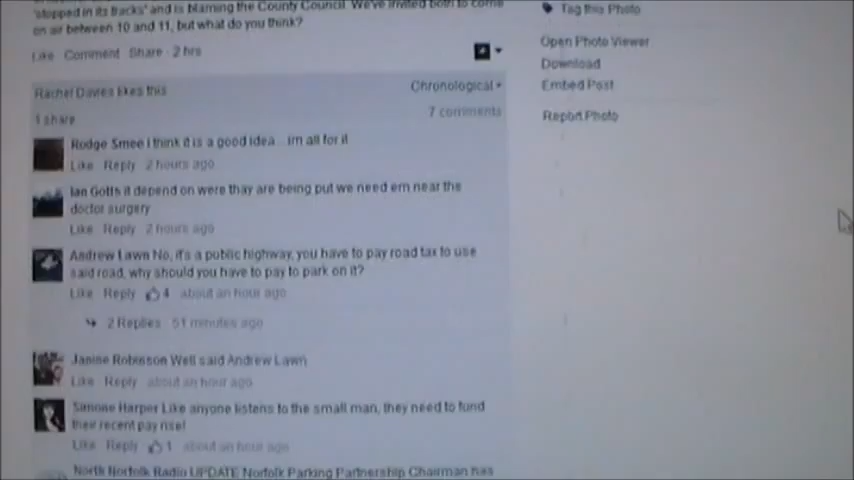 'stopped in its tracks' and is blaming the County Council. We've invited both to come
on air between 10 and 11, but what do you think?
Like Comment Share · 2 hrs
Rachel Davies likes this
Chronological
1 share
7 comments
Rudge Smee I think it is a good idea... im all for it
Like Reply 2 hours ago
Ian Gotts it depend on were thay are being put we need em near the
doctor surgery
Like Reply 2 hours ago
Andrew Lawn No, it's a public highway, you have to pay road tax to use
said road, why should you have to pay to park on it?
Like Reply 4 about an hour ago
2 Replies · 51 minutes ago
Janine Well said Andrew Lawn
Like Reply about an hour ago
Simone Harper Like anyone listens to the small man, they need to fund
their recent pay rise!
Like Reply 1 about an hour ago
North Norfolk Radio UPDATE Norfolk Parking Partnership Chairman has
Tag this Photo
Open Photo Viewer
Download
Embed Post
Report Photo